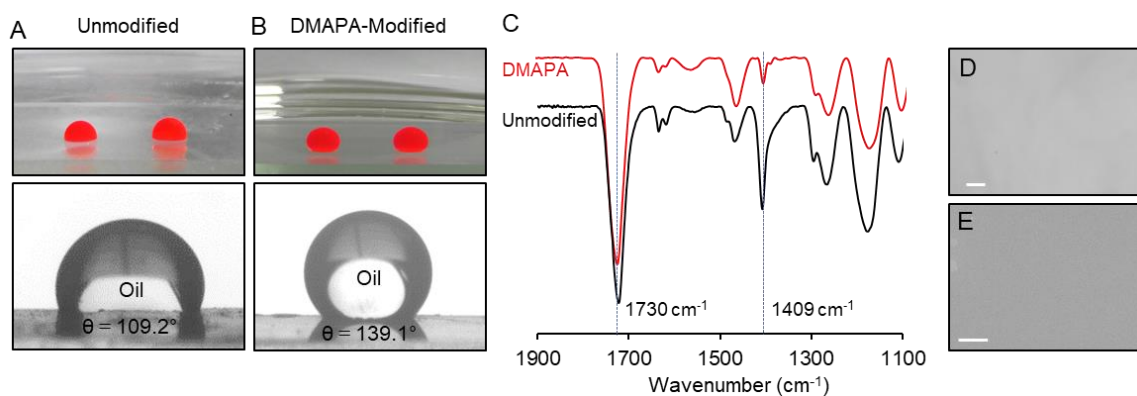 A
Unmodified
B
DMAPA-Modified
C
D
E
Oil
θ = 109.2°
Oil
θ = 139.1°
DMAPA
Unmodified
1730 cm⁻¹
1409 cm⁻¹
1900
1700
1500
1300
1100
Wavenumber (cm⁻¹)